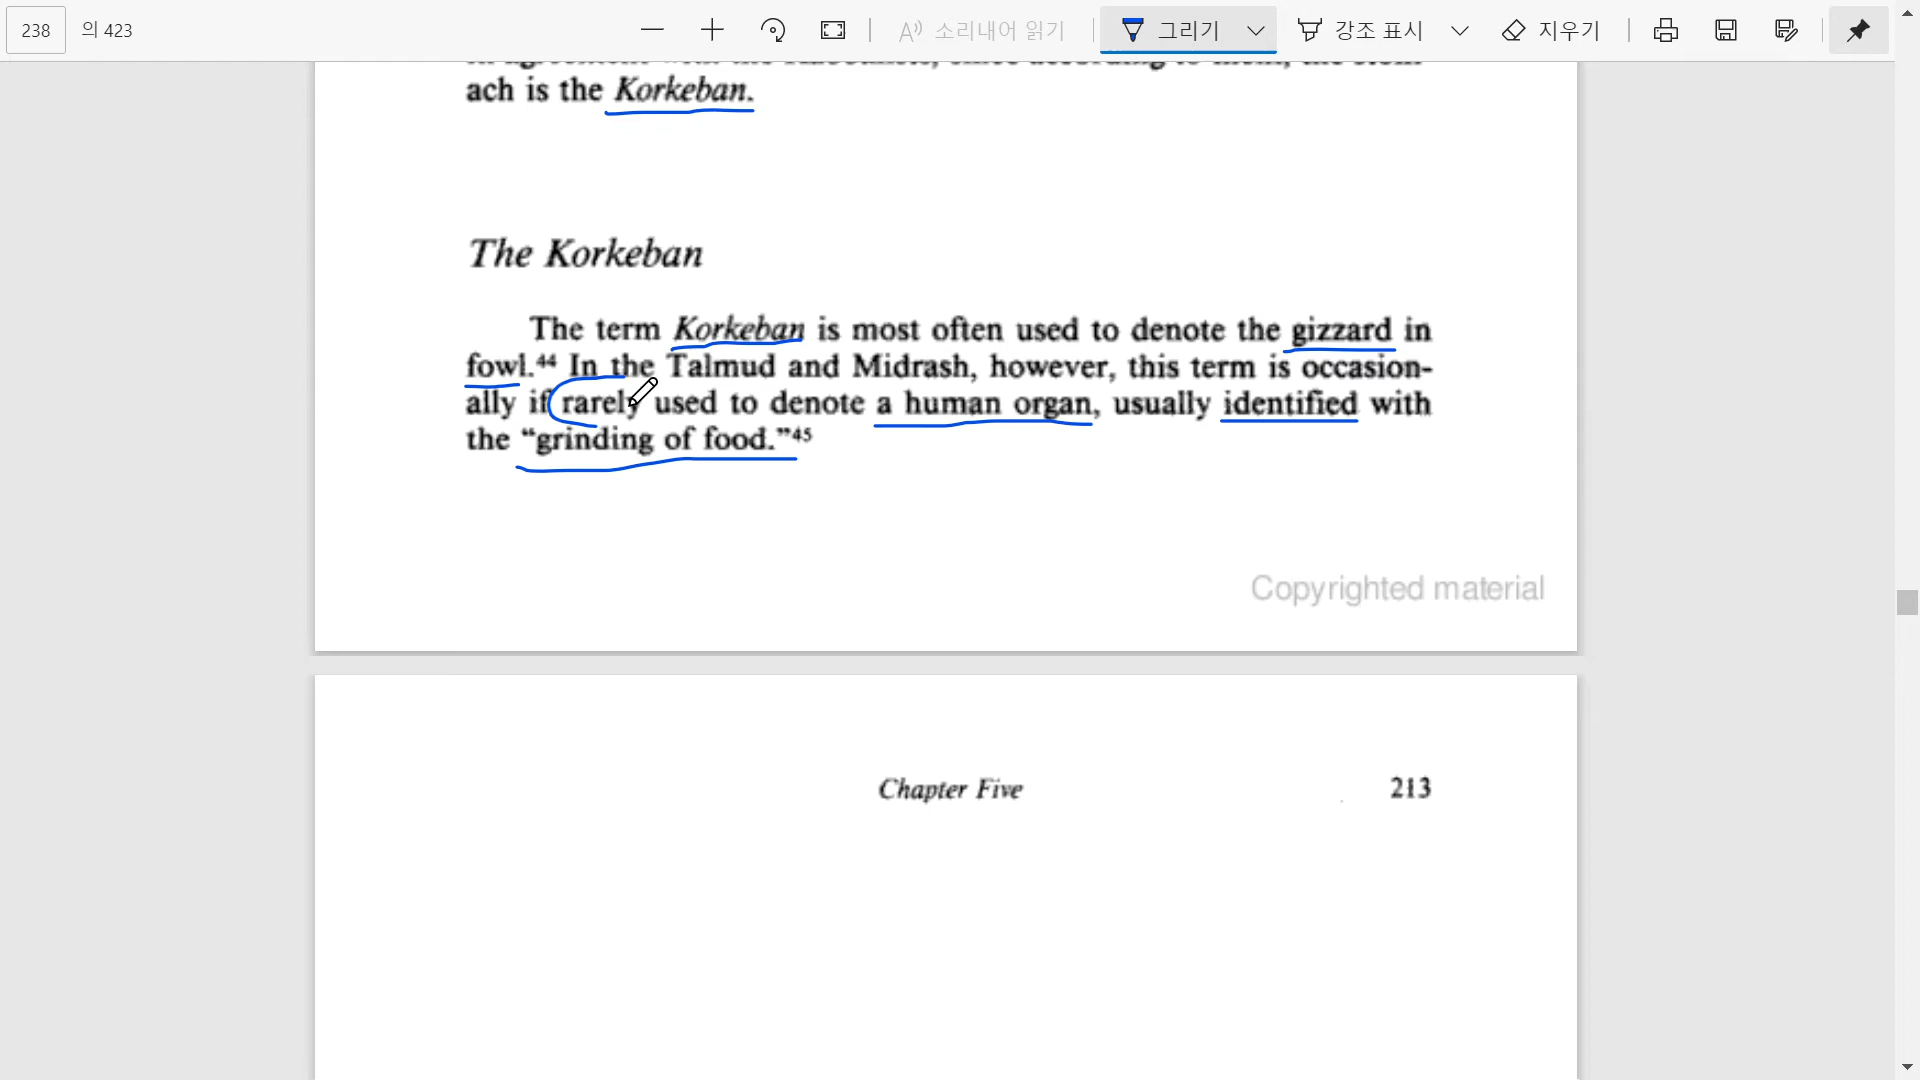 238 의 423 A 소리내어 읽기 그리기 강조 표시 지우기
ach is the Korkeban.
The Korkeban
The term Korkeban is most often used to denote the gizzard in
fowl.44 In the Talmud and Midrash, however, this term is occasion-
ally if rarely used to denote a human organ, usually identified with
the “grinding of food.”45
Copyrighted material
Chapter Five 213